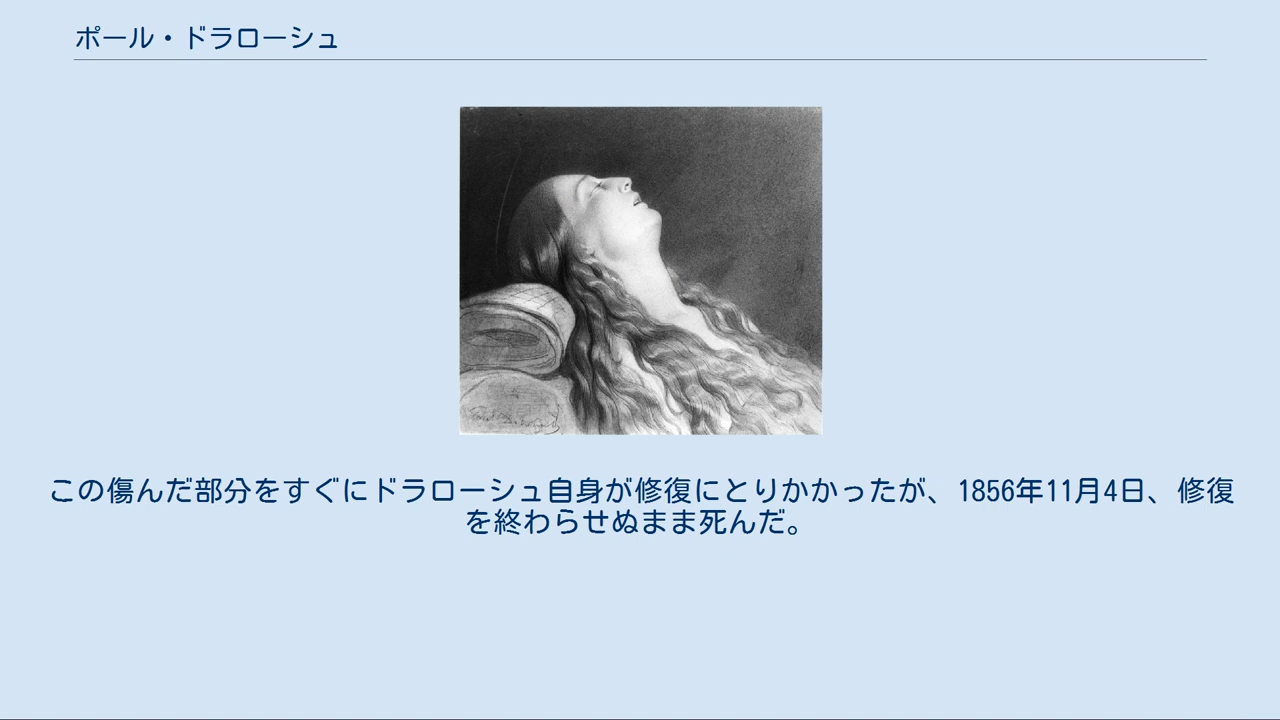 ポール・ドラローシュ
この傷んだ部分をすぐにドラローシュ自身が修復にとりかかったが、1856年11月4日、修復
を終わらせぬまま死んだ。